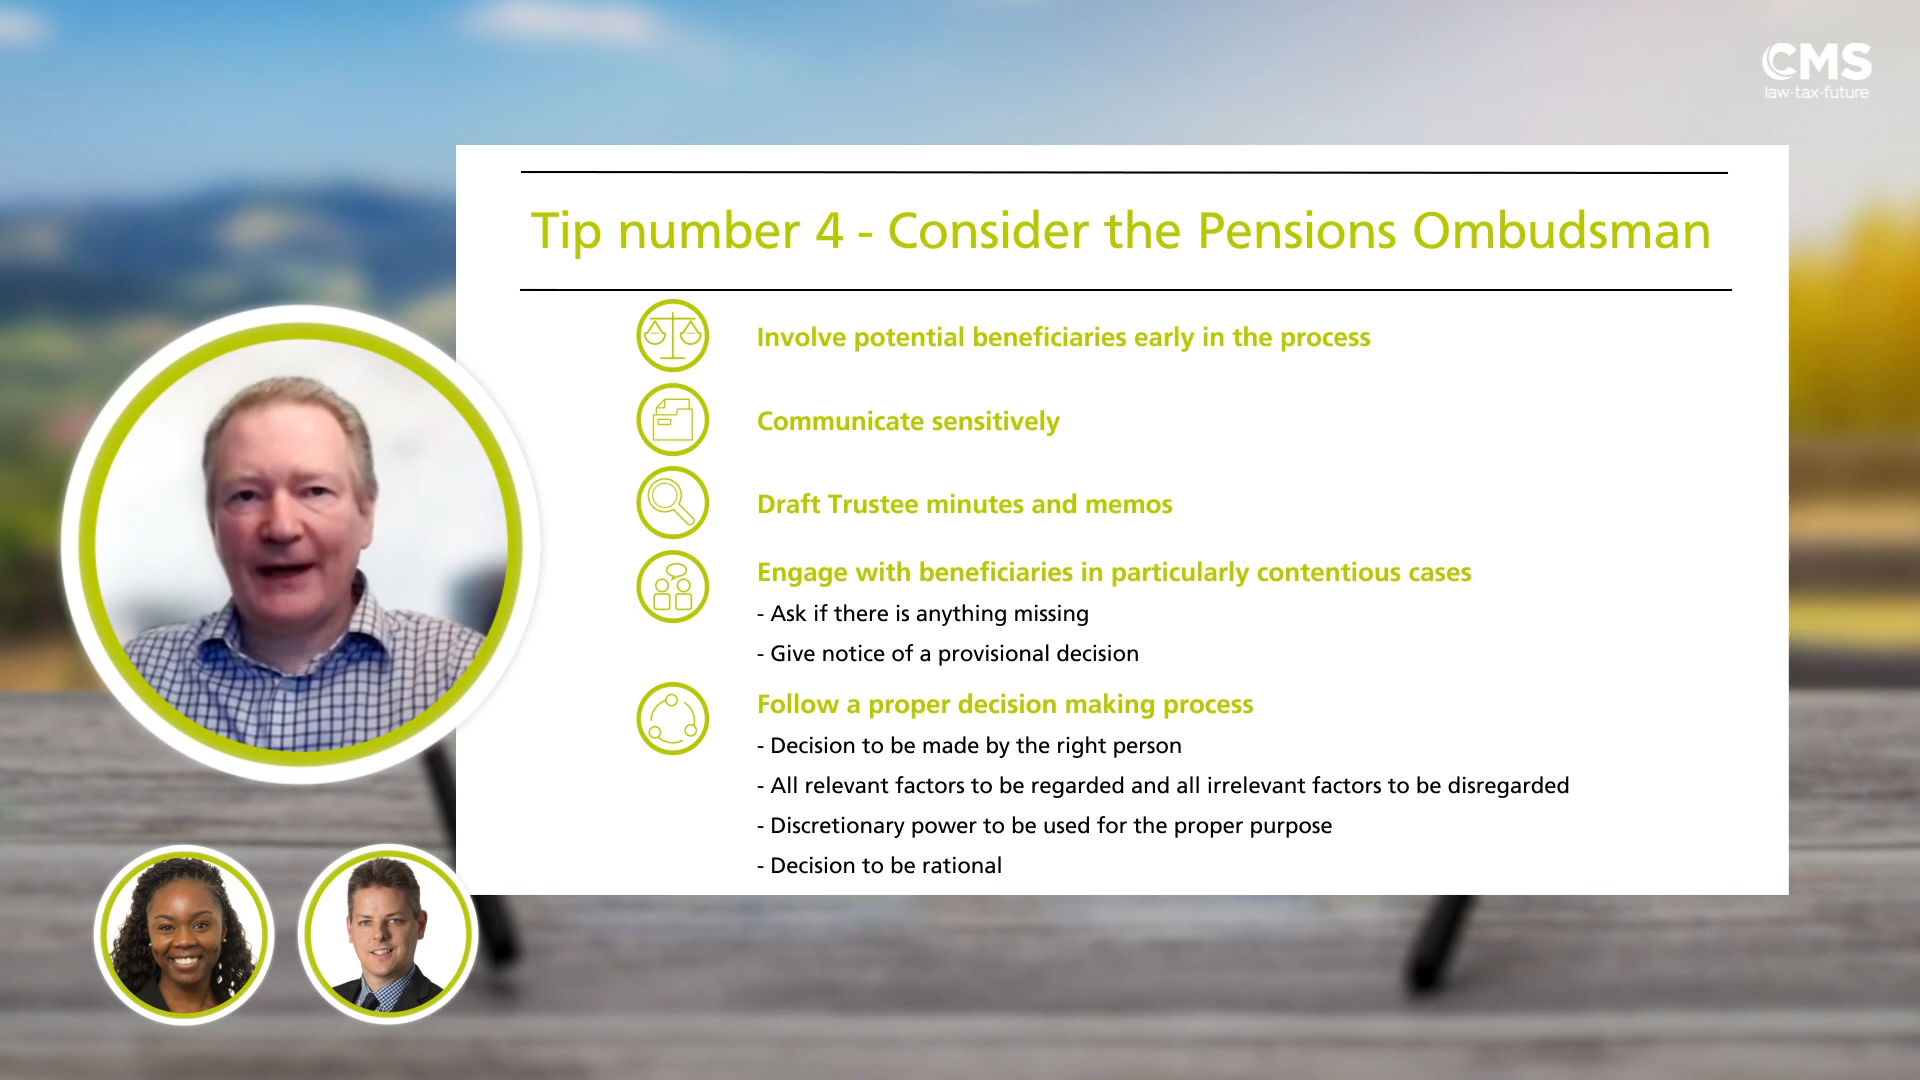 CMS
law·tax·future
Tip number 4 - Consider the Pensions Ombudsman
Involve potential beneficiaries early in the process
Communicate sensitively
Draft Trustee minutes and memos
Engage with beneficiaries in particularly contentious cases
- Ask if there is anything missing
- Give notice of a provisional decision
Follow a proper decision making process
- Decision to be made by the right person
- All relevant factors to be regarded and all irrelevant factors to be disregarded
- Discretionary power to be used for the proper purpose
- Decision to be rational